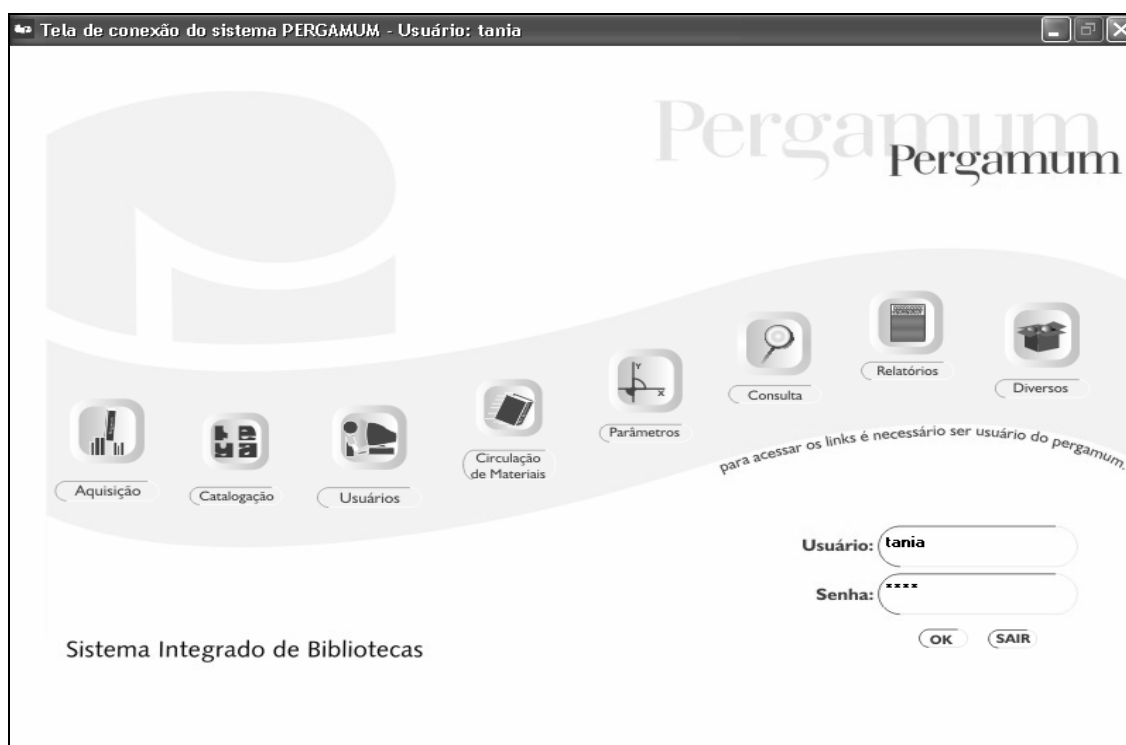 Tela de conexão do sistema PERGAMUM - Usuário: tania
Pergamum
Pergamum
Aquisição
Catalogação
Usuários
Circulação
de Materiais
Parâmetros
Y
X
Consulta
Relatórios
Diversos
para acessar os links é necessário ser usuário do pergamum.
Usuário: tania
Senha: ****
OK SAIR
Sistema Integrado de Bibliotecas